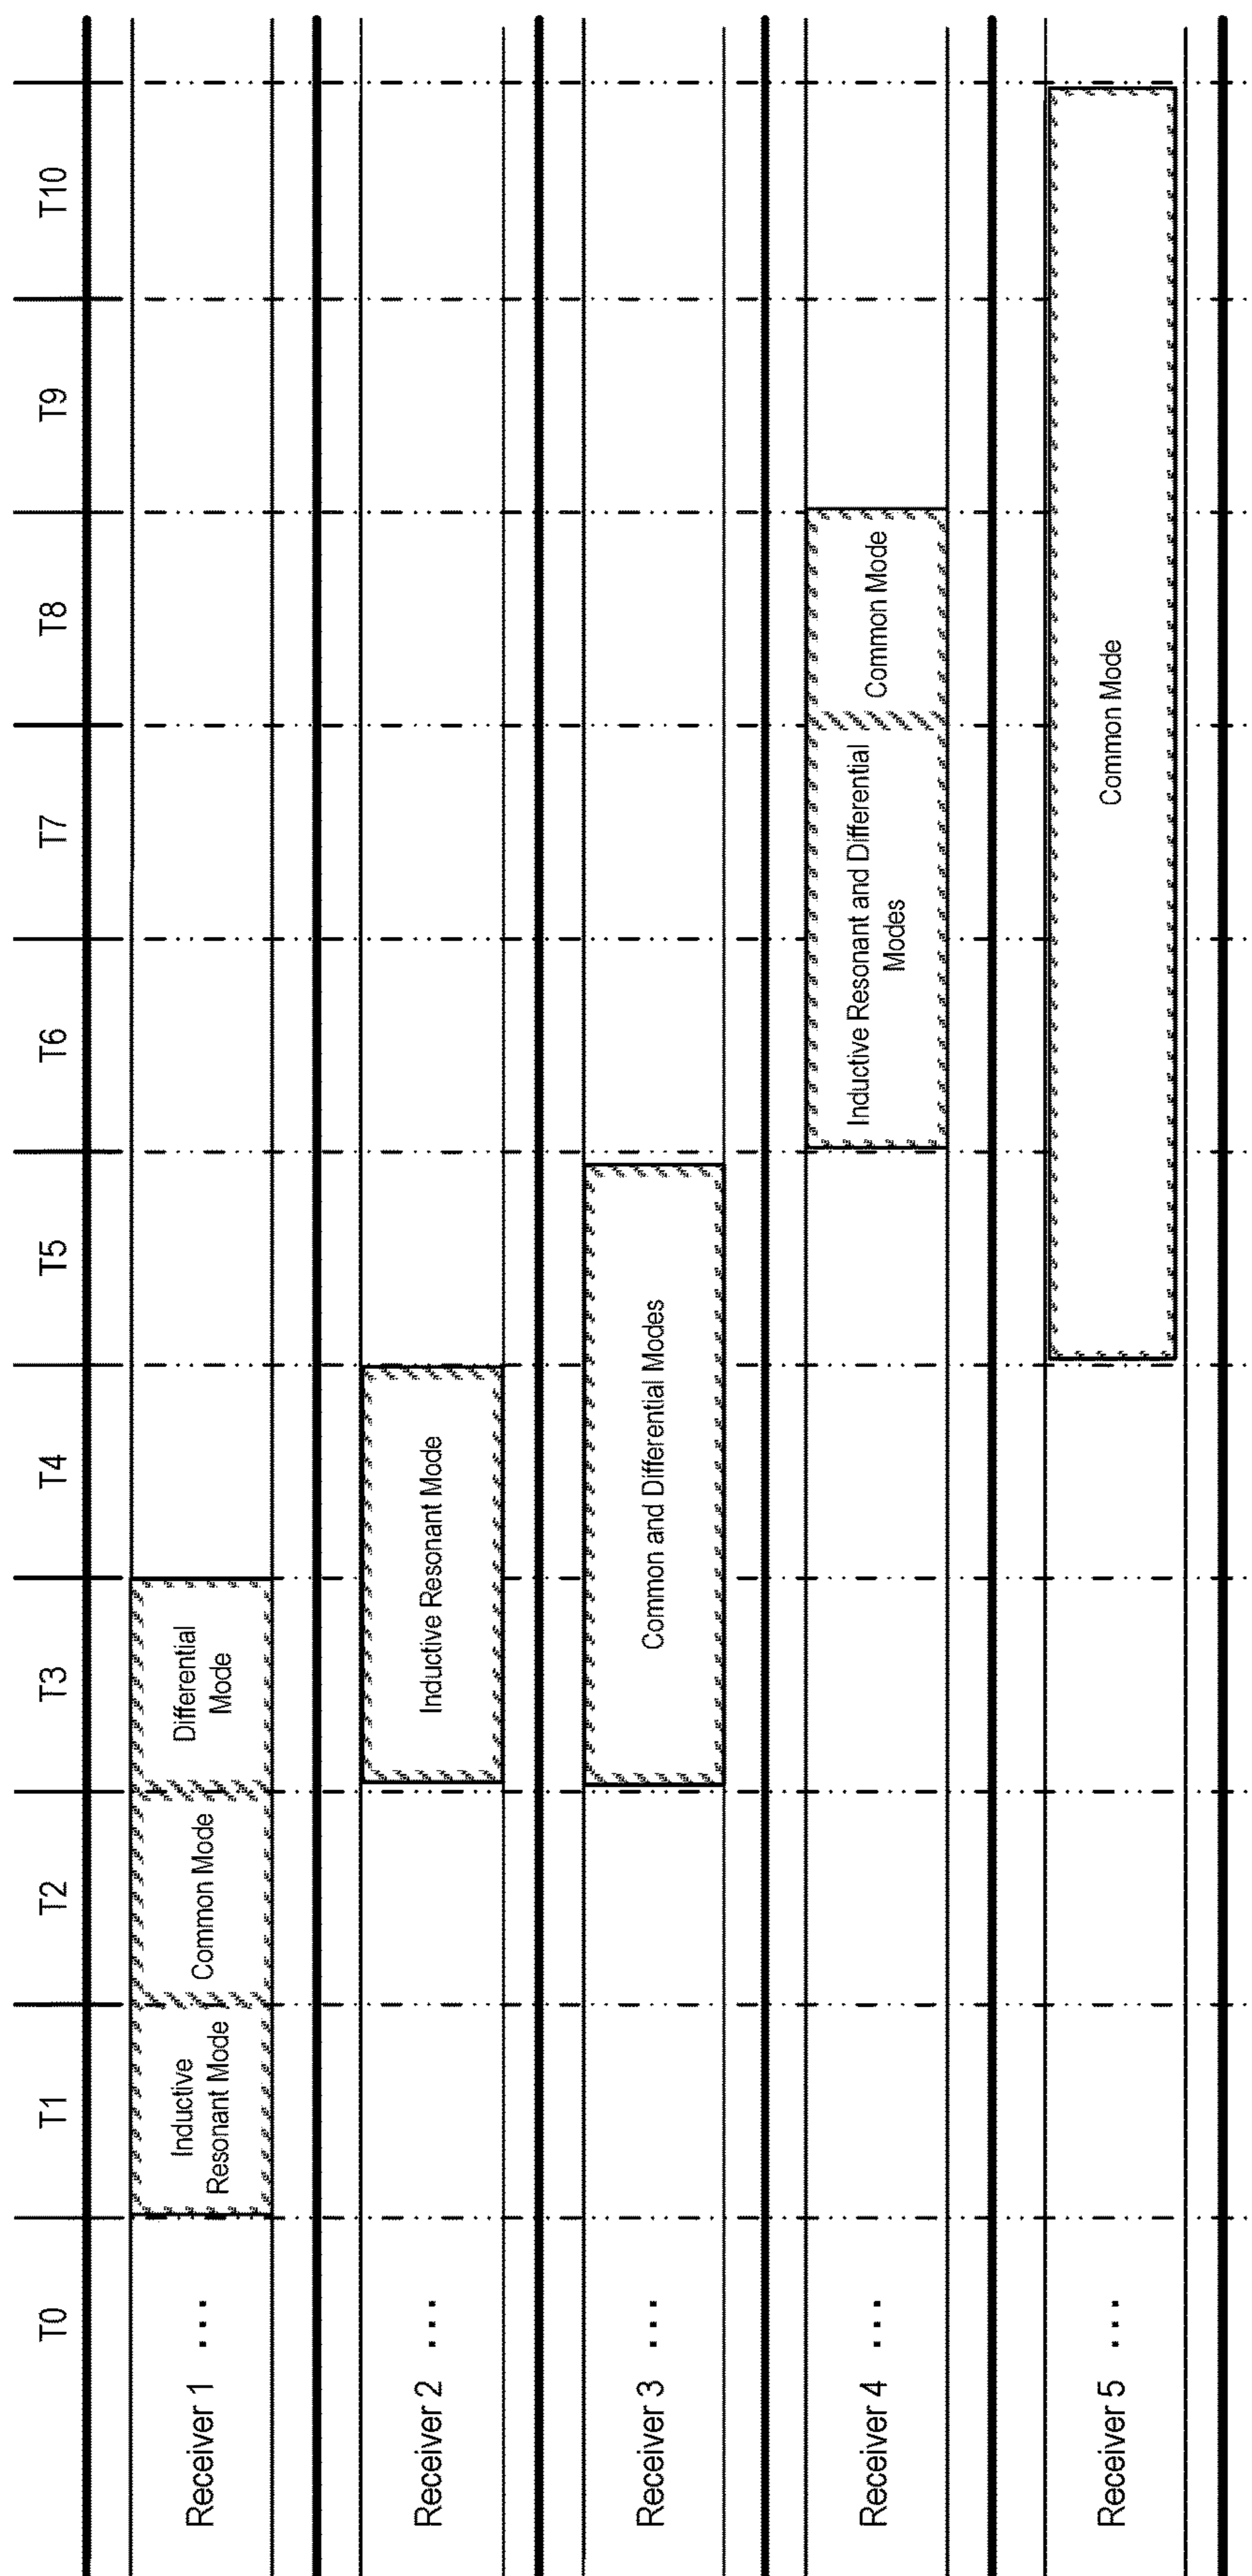 T0
T1
T2
T3
T4
T5
T6
T7
T8
T9
T10
Receiver 1 ...
Inductive
Resonant Mode
Common Mode
Differential
Mode
Receiver 2 ...
Inductive Resonant Mode
Receiver 3 ...
Common and Differential Modes
Receiver 4 ...
Inductive Resonant and Differential
Modes
Common Mode
Receiver 5 ...
Common Mode